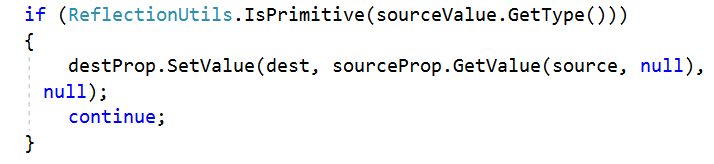 if (ReflectionUtils.IsPrimitive(sourceValue.GetType()))
{
destProp.SetValue(dest, sourceProp.GetValue(source, null),
null);
continue;
}